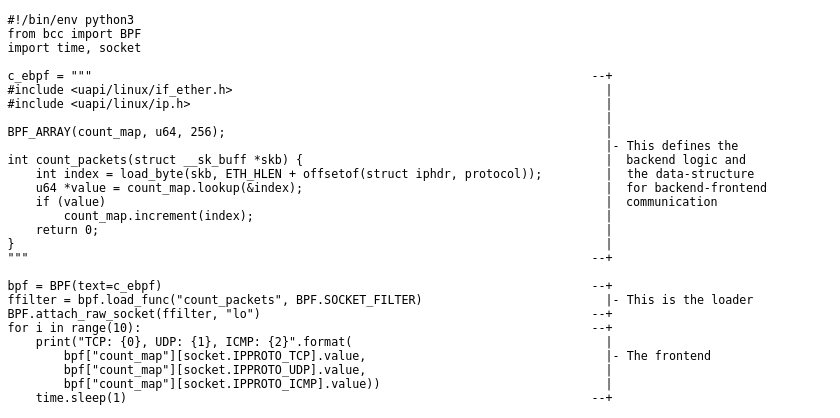 #!/bin/env python3
from bcc import BPF
import time, socket

c_ebpf = """                                                                       --+
#include <uapi/linux/if_ether.h>                                                     |
#include <uapi/linux/ip.h>                                                           |
                                                                                     |
BPF_ARRAY(count_map, u64, 256);                                                      |
                                                                                     |- This defines the
int count_packets(struct __sk_buff *skb) {                                           |  backend logic and
    int index = load_byte(skb, ETH_HLEN + offsetof(struct iphdr, protocol));         |  the data-structure
    u64 *value = count_map.lookup(&index);                                           |  for backend-frontend
    if (value)                                                                       |  communication
        count_map.increment(index);                                                  |
    return 0;                                                                        |
}                                                                                    |
"""                                                                                --+

bpf = BPF(text=c_ebpf)                                                             --+
ffilter = bpf.load_func("count_packets", BPF.SOCKET_FILTER)                          |- This is the loader
BPF.attach_raw_socket(ffilter, "lo")                                               --+
for i in range(10):                                                                --+
    print("TCP: {0}, UDP: {1}, ICMP: {2}".format(                                    |
        bpf["count_map"][socket.IPPROTO_TCP].value,                                  |- The frontend
        bpf["count_map"][socket.IPPROTO_UDP].value,                                  |
        bpf["count_map"][socket.IPPROTO_ICMP].value))                                |
    time.sleep(1)                                                                  --+